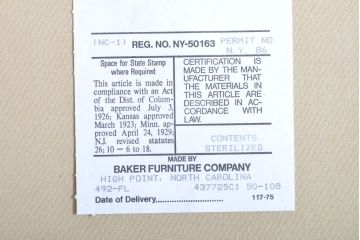 (NC-1) REG. NO. NY-50163 PERMIT NO.
N.Y. 86
Space for State Stamp
where Required
This article is made in
compliance with an Act
of the Dist. of Colum-
bia approved July 3,
1926; Kansas approved
March 1923; Minn. ap-
proved April 24, 1929;
N.J. revised statutes
26; 10 — 6 to 18.
CERTIFICATION IS
MADE BY THE MAN-
UFACTURER THAT
THE MATERIALS IN
THIS ARTICLE ARE
DESCRIBED IN AC-
CORDANCE WITH
LAW.
CONTENTS
STERILIZED
MADE BY
BAKER FURNITURE COMPANY
HIGH POINT, NORTH CAROLINA
492-FL 437725C1 50-108
Date of Delivery........................ 117-75